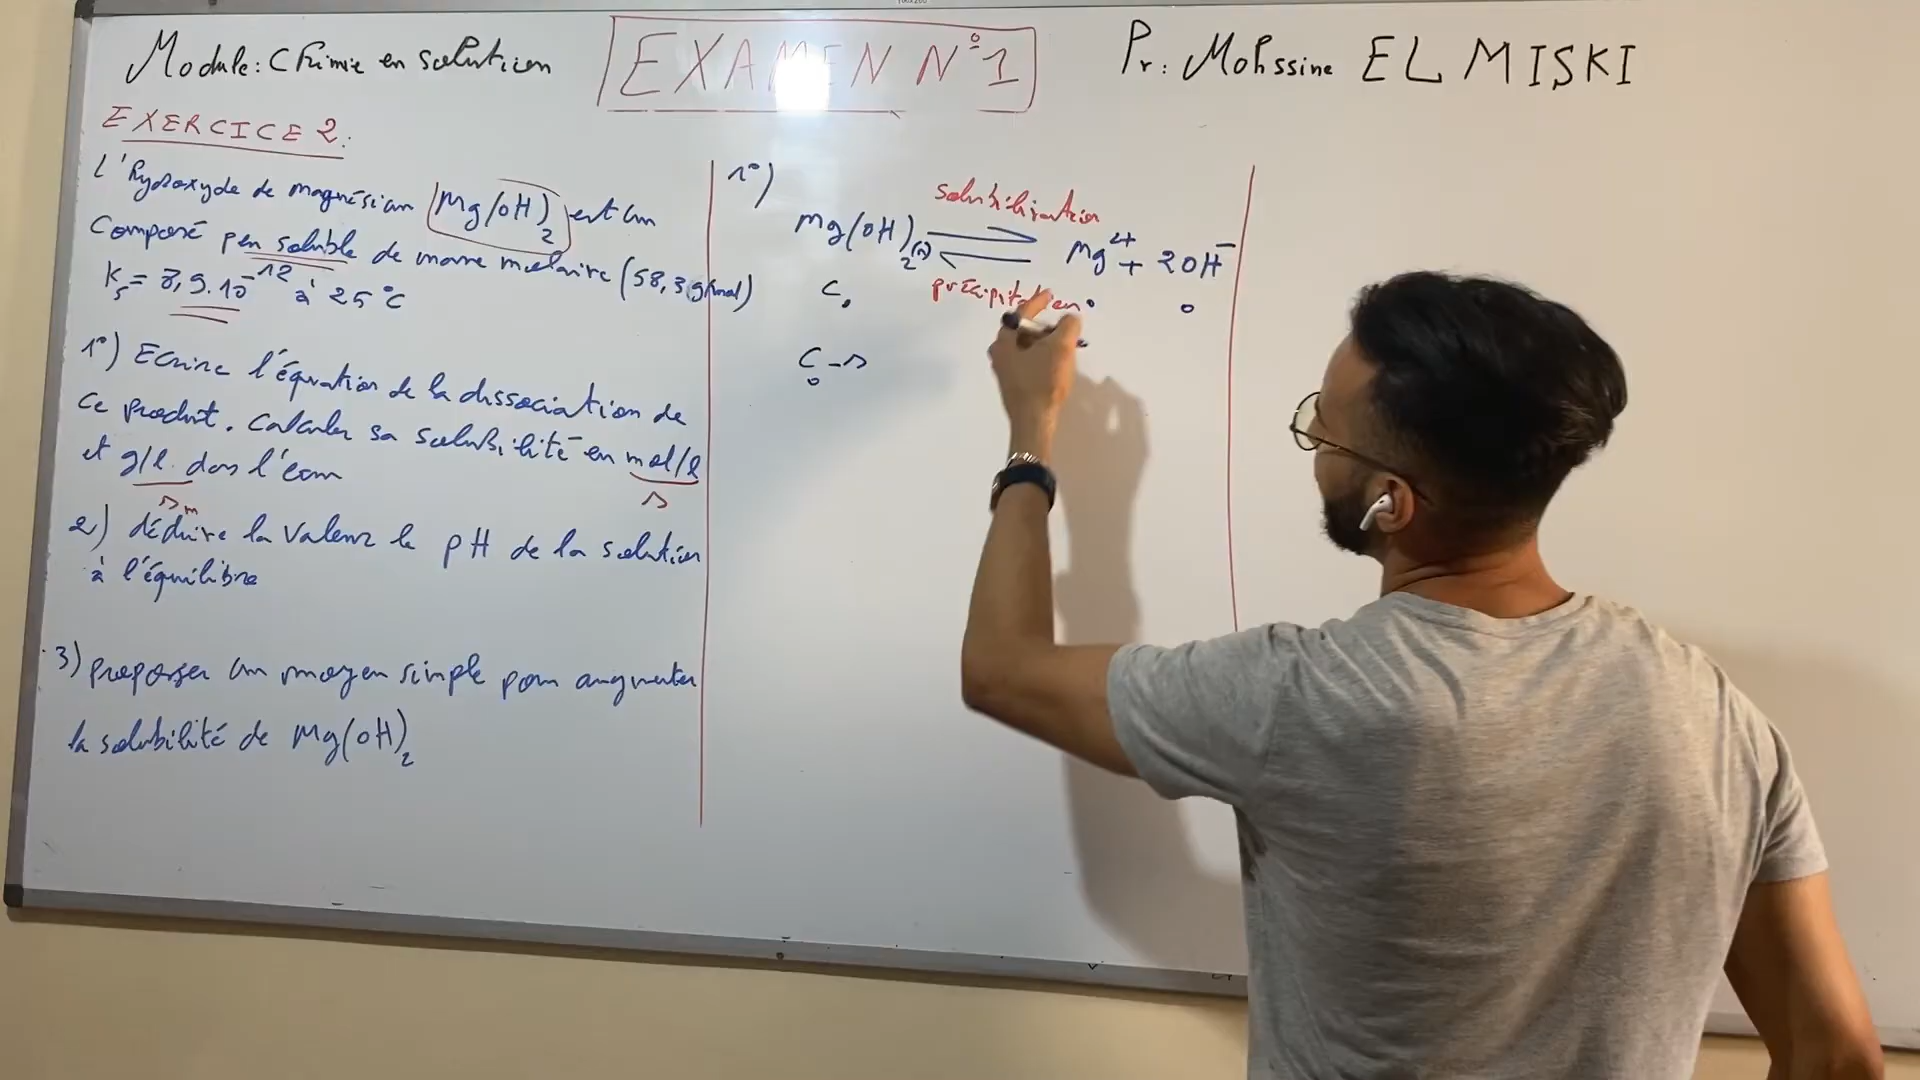 Module: Chimie en solution
EXAMEN N°1
Pr: Mohssine EL MISKI
EXERCICE 2:
L'hydroxyde de magnésium Mg(OH)2 est un
Composé peu soluble de masse molaire (58,3 g/mol)
Ks = 8,9.10^-12 à 25°C
1°) Ecrire l'équation de la dissociation de
ce produit. Calculer sa solubilité en mol/l
et g/l. dans l'eau
sm s
2) déduire la valeur le pH de la solution
à l'équilibre
3) proposer un moyen simple pour augmenter
la solubilité de Mg(OH)2
1°)
solubilisation
Mg(OH)2(s) ⇌ Mg2+ + 2OH-
précipitation
C0 0 0
C0-s